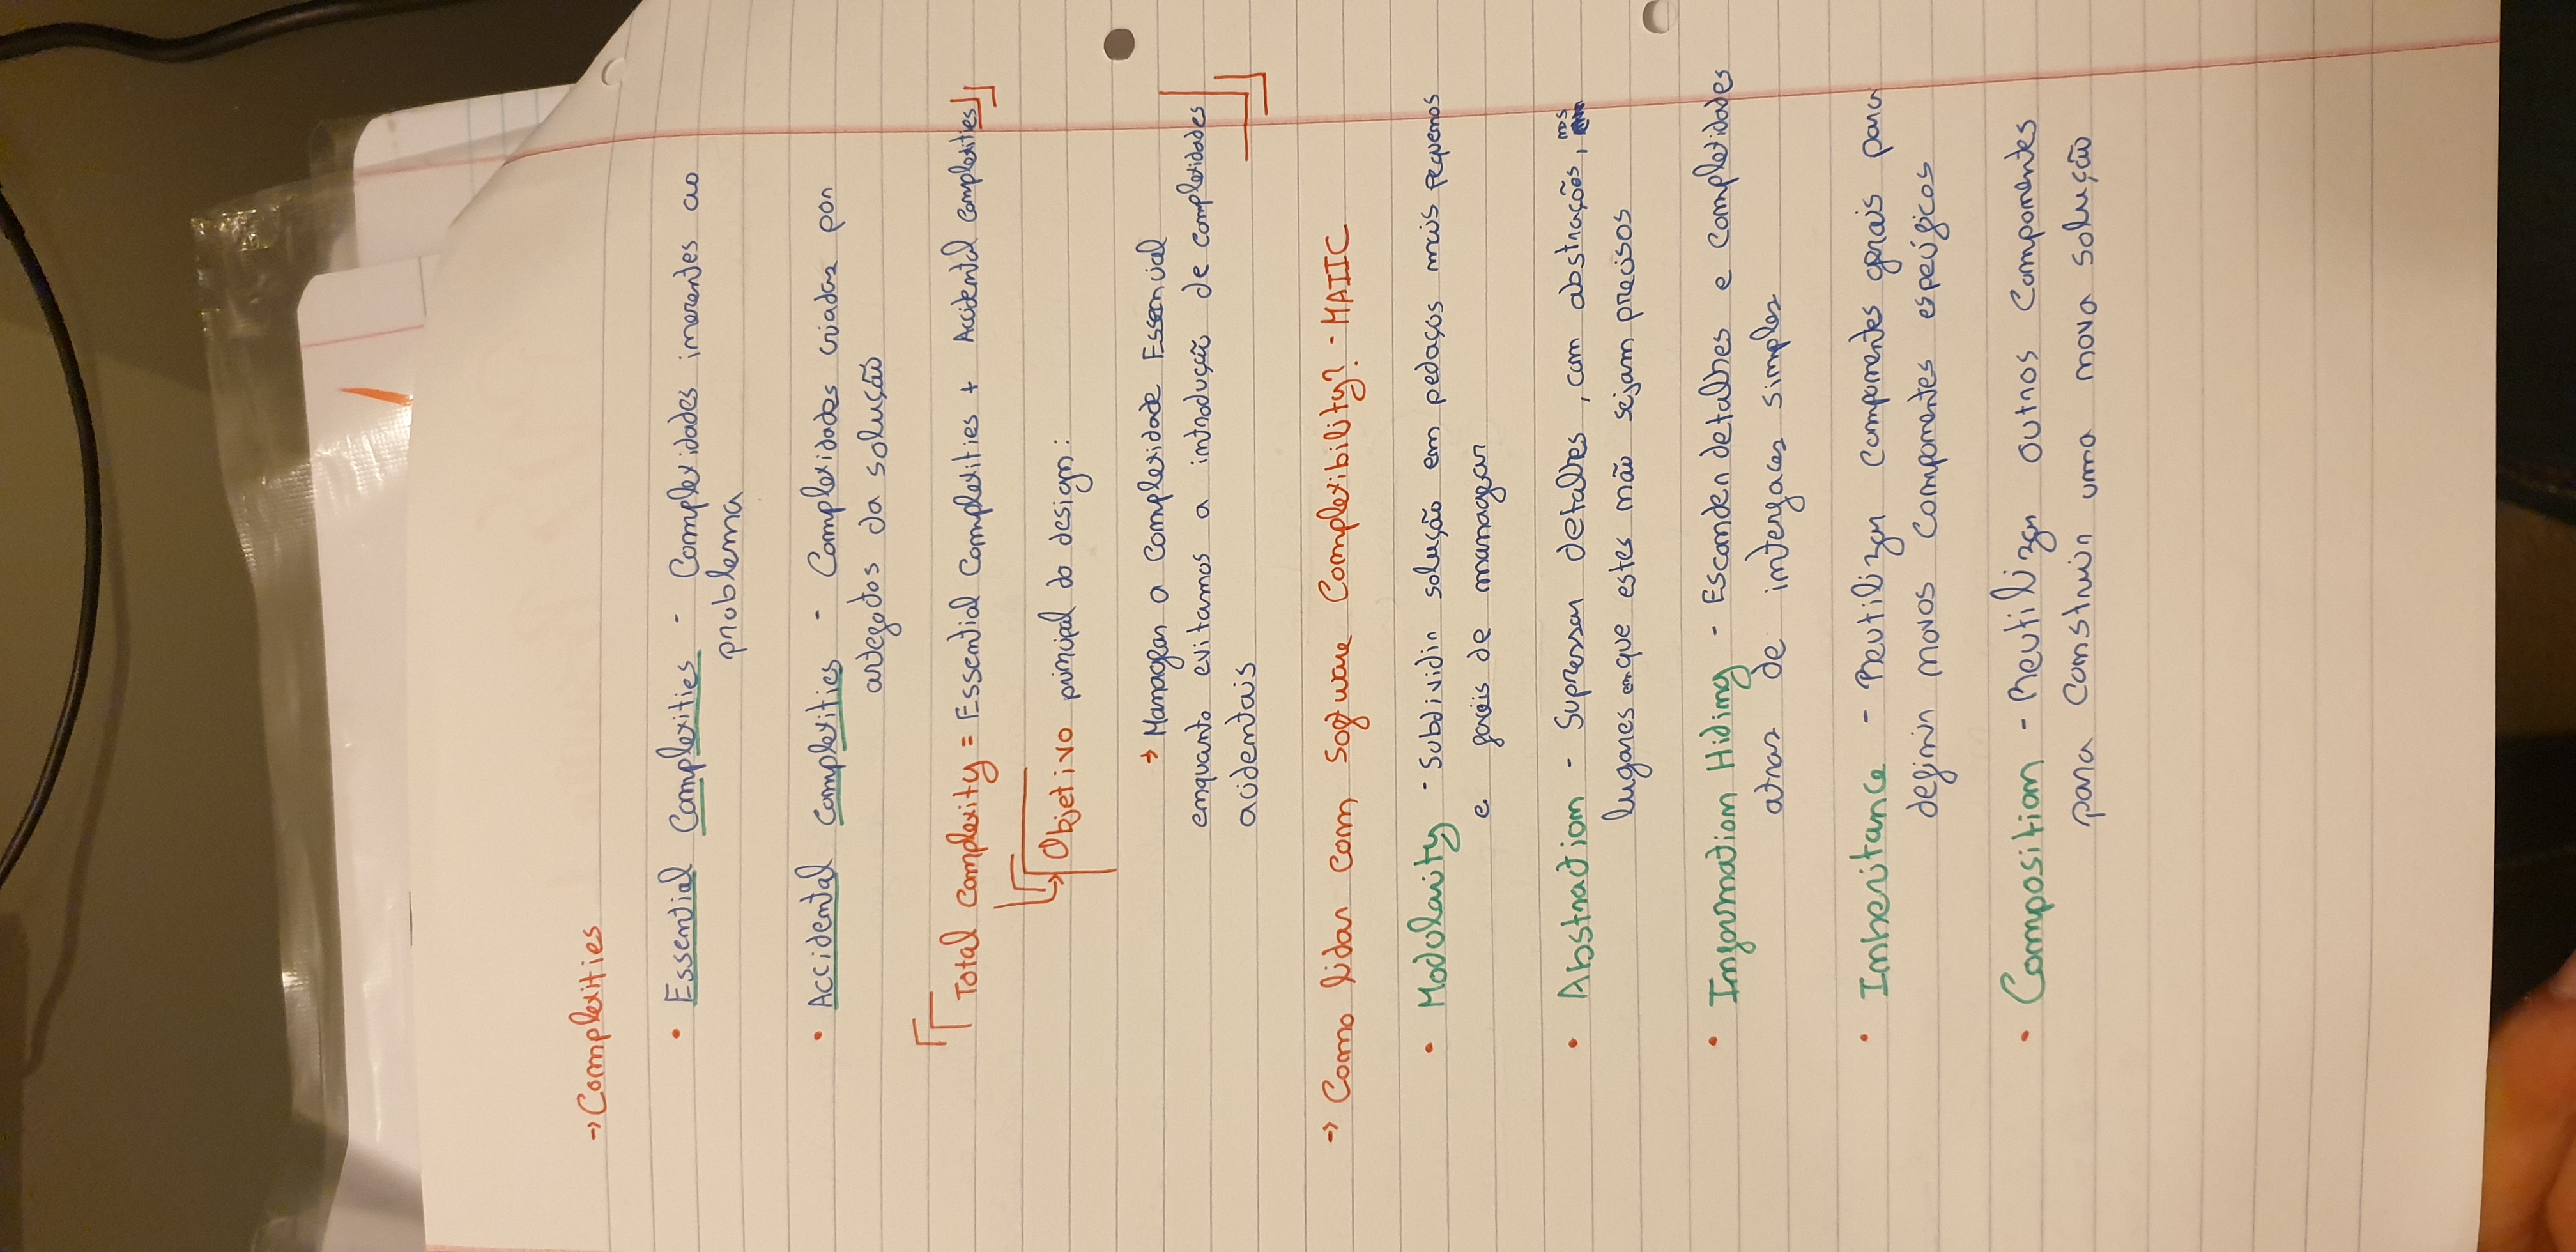 → Complexities
• Essential Complexities - Complexidades inerentes ao
problema
• Accidental Complexities - Complexidades criadas por
artefatos da solução
Total Complexity = Essential Complexities + Accidental Complexities
Objetivo principal do design:
→ Managear a Complexidade Essencial
enquanto evitamos a introdução de complexidades
acidentais
→ Como lidar com Software Complexibility? - MAIIC
• Modularity - Subdividir solução em pedaços mais pequenos
e fáceis de managear
• Abstraction - Supressar detalhes, com abstrações, nos
lugares em que estes não sejam precisos
• Information Hiding - Esconder detalhes e complexidades
atras de interfaces simples
• Inheritance - Reutilizar componentes gerais para
definir novos componentes específicos
• Composition - Reutilizar outros componentes
para construir uma nova solução